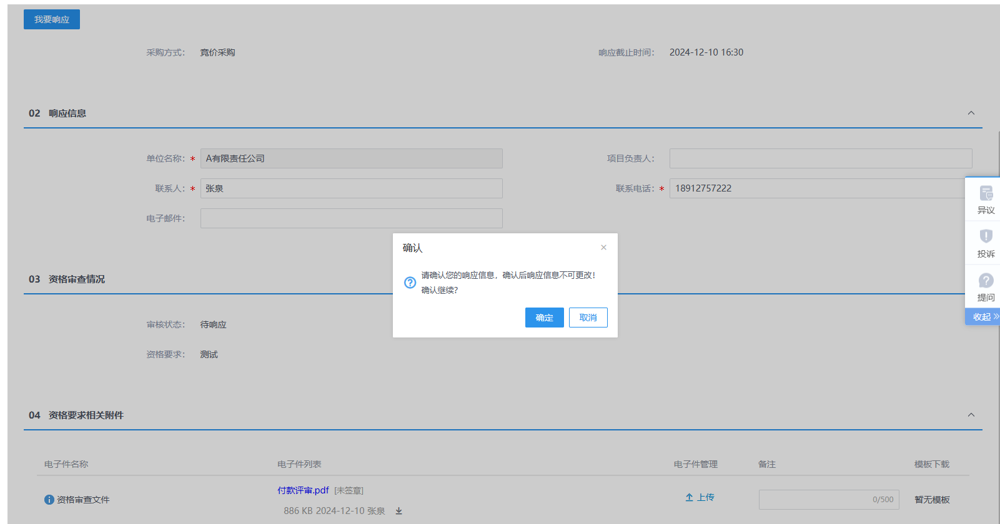 我要响应
采购方式： 竞价采购 响应截止时间： 2024-12-10 16:30
02 响应信息
单位名称：* A有限责任公司 项目负责人：
联系人：* 张泉 联系电话：* 18912757222
电子邮件：
异议
投诉
提问
收起
确认
请确认您的响应信息，确认后响应信息不可更改！
确认继续？
确定 取消
03 资格审查情况
审核状态： 待响应
资格要求： 测试
04 资格要求相关附件
电子件名称 电子件列表 电子件管理 备注 模板下载
资格审查文件 付款评审.pdf [未签章] 上传 0/500 暂无模板
886 KB 2024-12-10 张泉